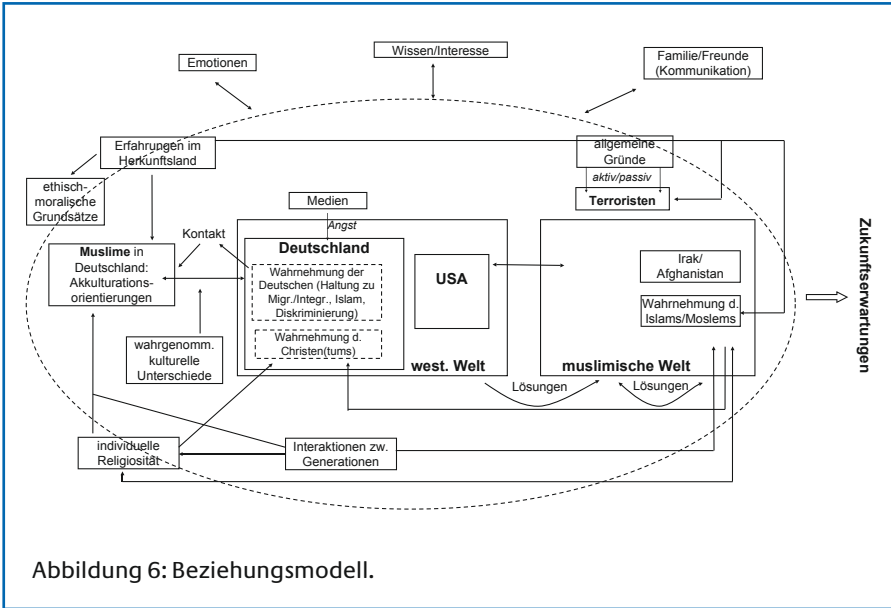 Wissen/Interesse
Emotionen
Familie/Freunde
(Kommunikation)
Erfahrungen im
Herkunftsland
allgemeine
Gründe
aktiv/passiv
Terroristen
ethisch-
moralische
Grundsätze
Medien
Angst
Kontakt
Muslime in
Deutschland:
Akkulturations-
orientierungen
Deutschland
Wahrnehmung der
Deutschen (Haltung zu
Migr./Integr., Islam,
Diskriminierung)
Wahrnehmung d.
Christen(tums)
USA
west. Welt
Irak/
Afghanistan
Wahrnehmung d.
Islams/Moslems
muslimische Welt
wahrgenomm.
kulturelle
Unterschiede
Lösungen
Lösungen
individuelle
Religiosität
Interaktionen zw.
Generationen
Zukunftserwartungen
Abbildung 6: Beziehungsmodell.